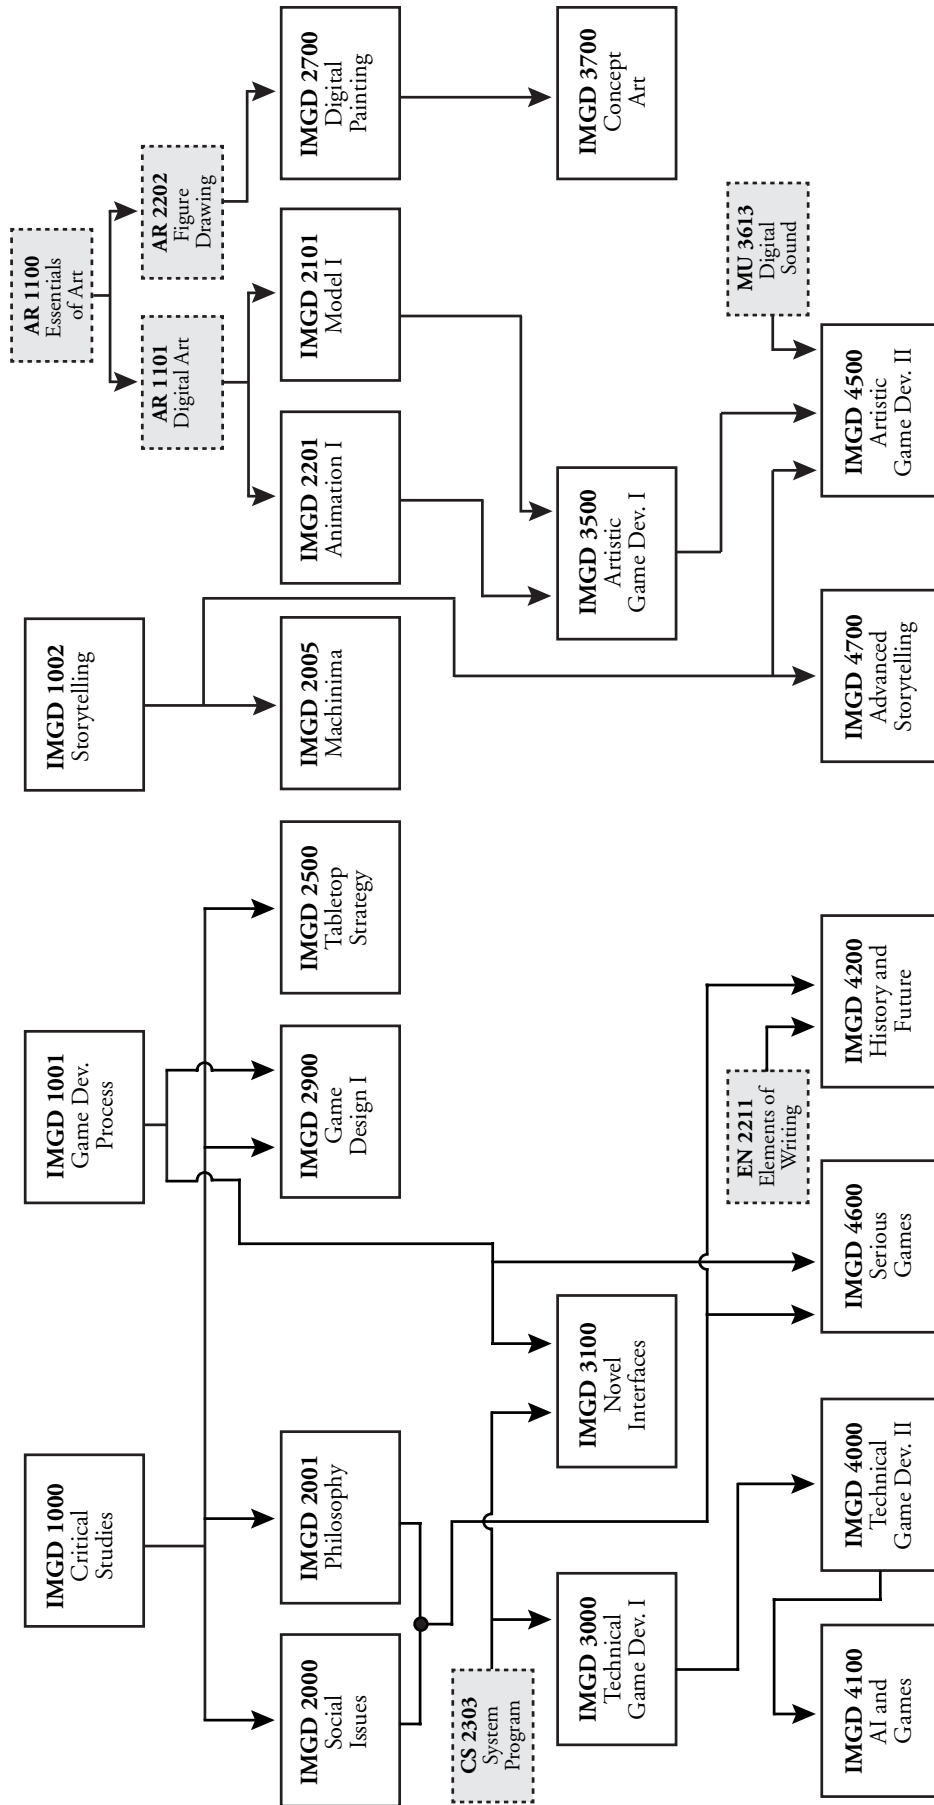 IMGD 1000
Critical
Studies
IMGD 1001
Game Dev.
Process
IMGD 1002
Storytelling
AR 1100
Essentials
of Art
AR 1101
Digital Art
AR 2202
Figure
Drawing
IMGD 2000
Social
Issues
IMGD 2001
Philosophy
IMGD 2900
Game
Design I
IMGD 2500
Tabletop
Strategy
IMGD 2005
Machinima
IMGD 2201
Animation I
IMGD 2101
Model I
IMGD 2700
Digital
Painting
CS 2303
System
Program
IMGD 3000
Technical
Game Dev. I
IMGD 3100
Novel
Interfaces
IMGD 3500
Artistic
Game Dev. I
IMGD 3700
Concept
Art
EN 2211
Elements of
Writing
MU 3613
Digital
Sound
IMGD 4100
AI and
Games
IMGD 4000
Technical
Game Dev. II
IMGD 4600
Serious
Games
IMGD 4200
History and
Future
IMGD 4700
Advanced
Storytelling
IMGD 4500
Artistic
Game Dev. II